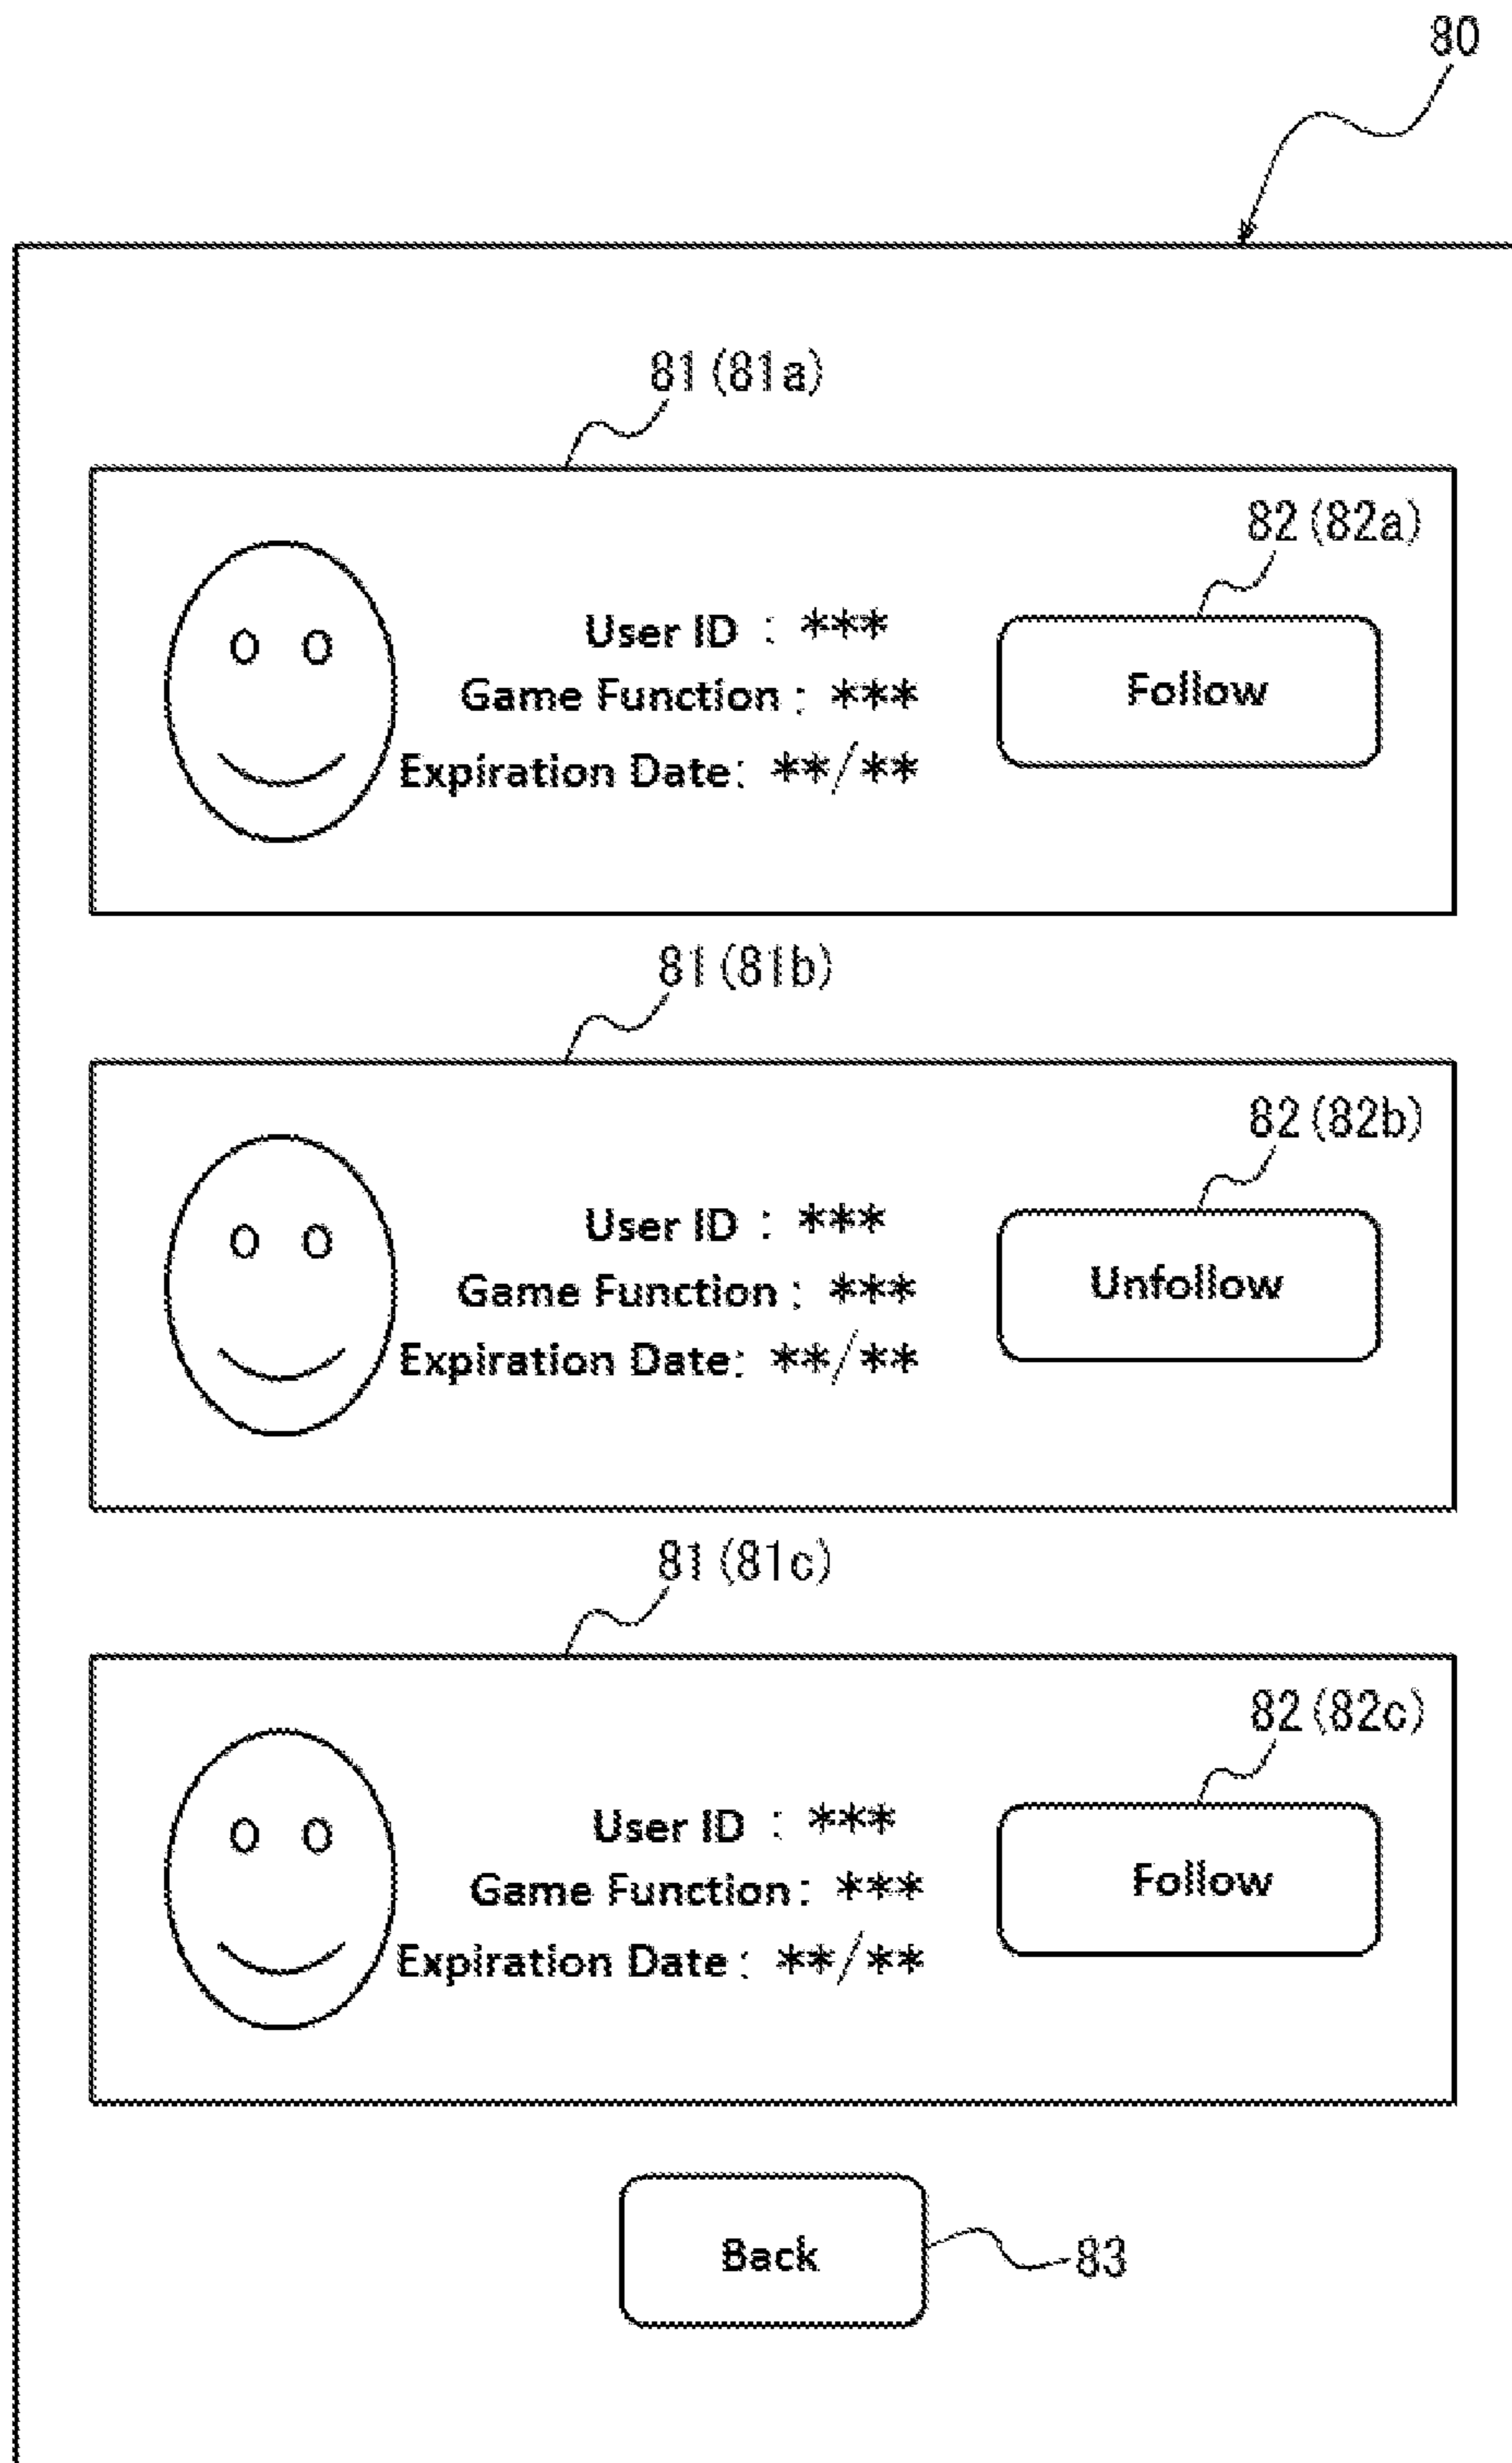 80
81(81a)
82(82a)
User ID : ***
Game Function : ***
Expiration Date: **/**
Follow
81(81b)
82(82b)
User ID : ***
Game Function : ***
Expiration Date: **/**
Unfollow
81(81c)
82(82c)
User ID : ***
Game Function : ***
Expiration Date : **/**
Follow
Back
83